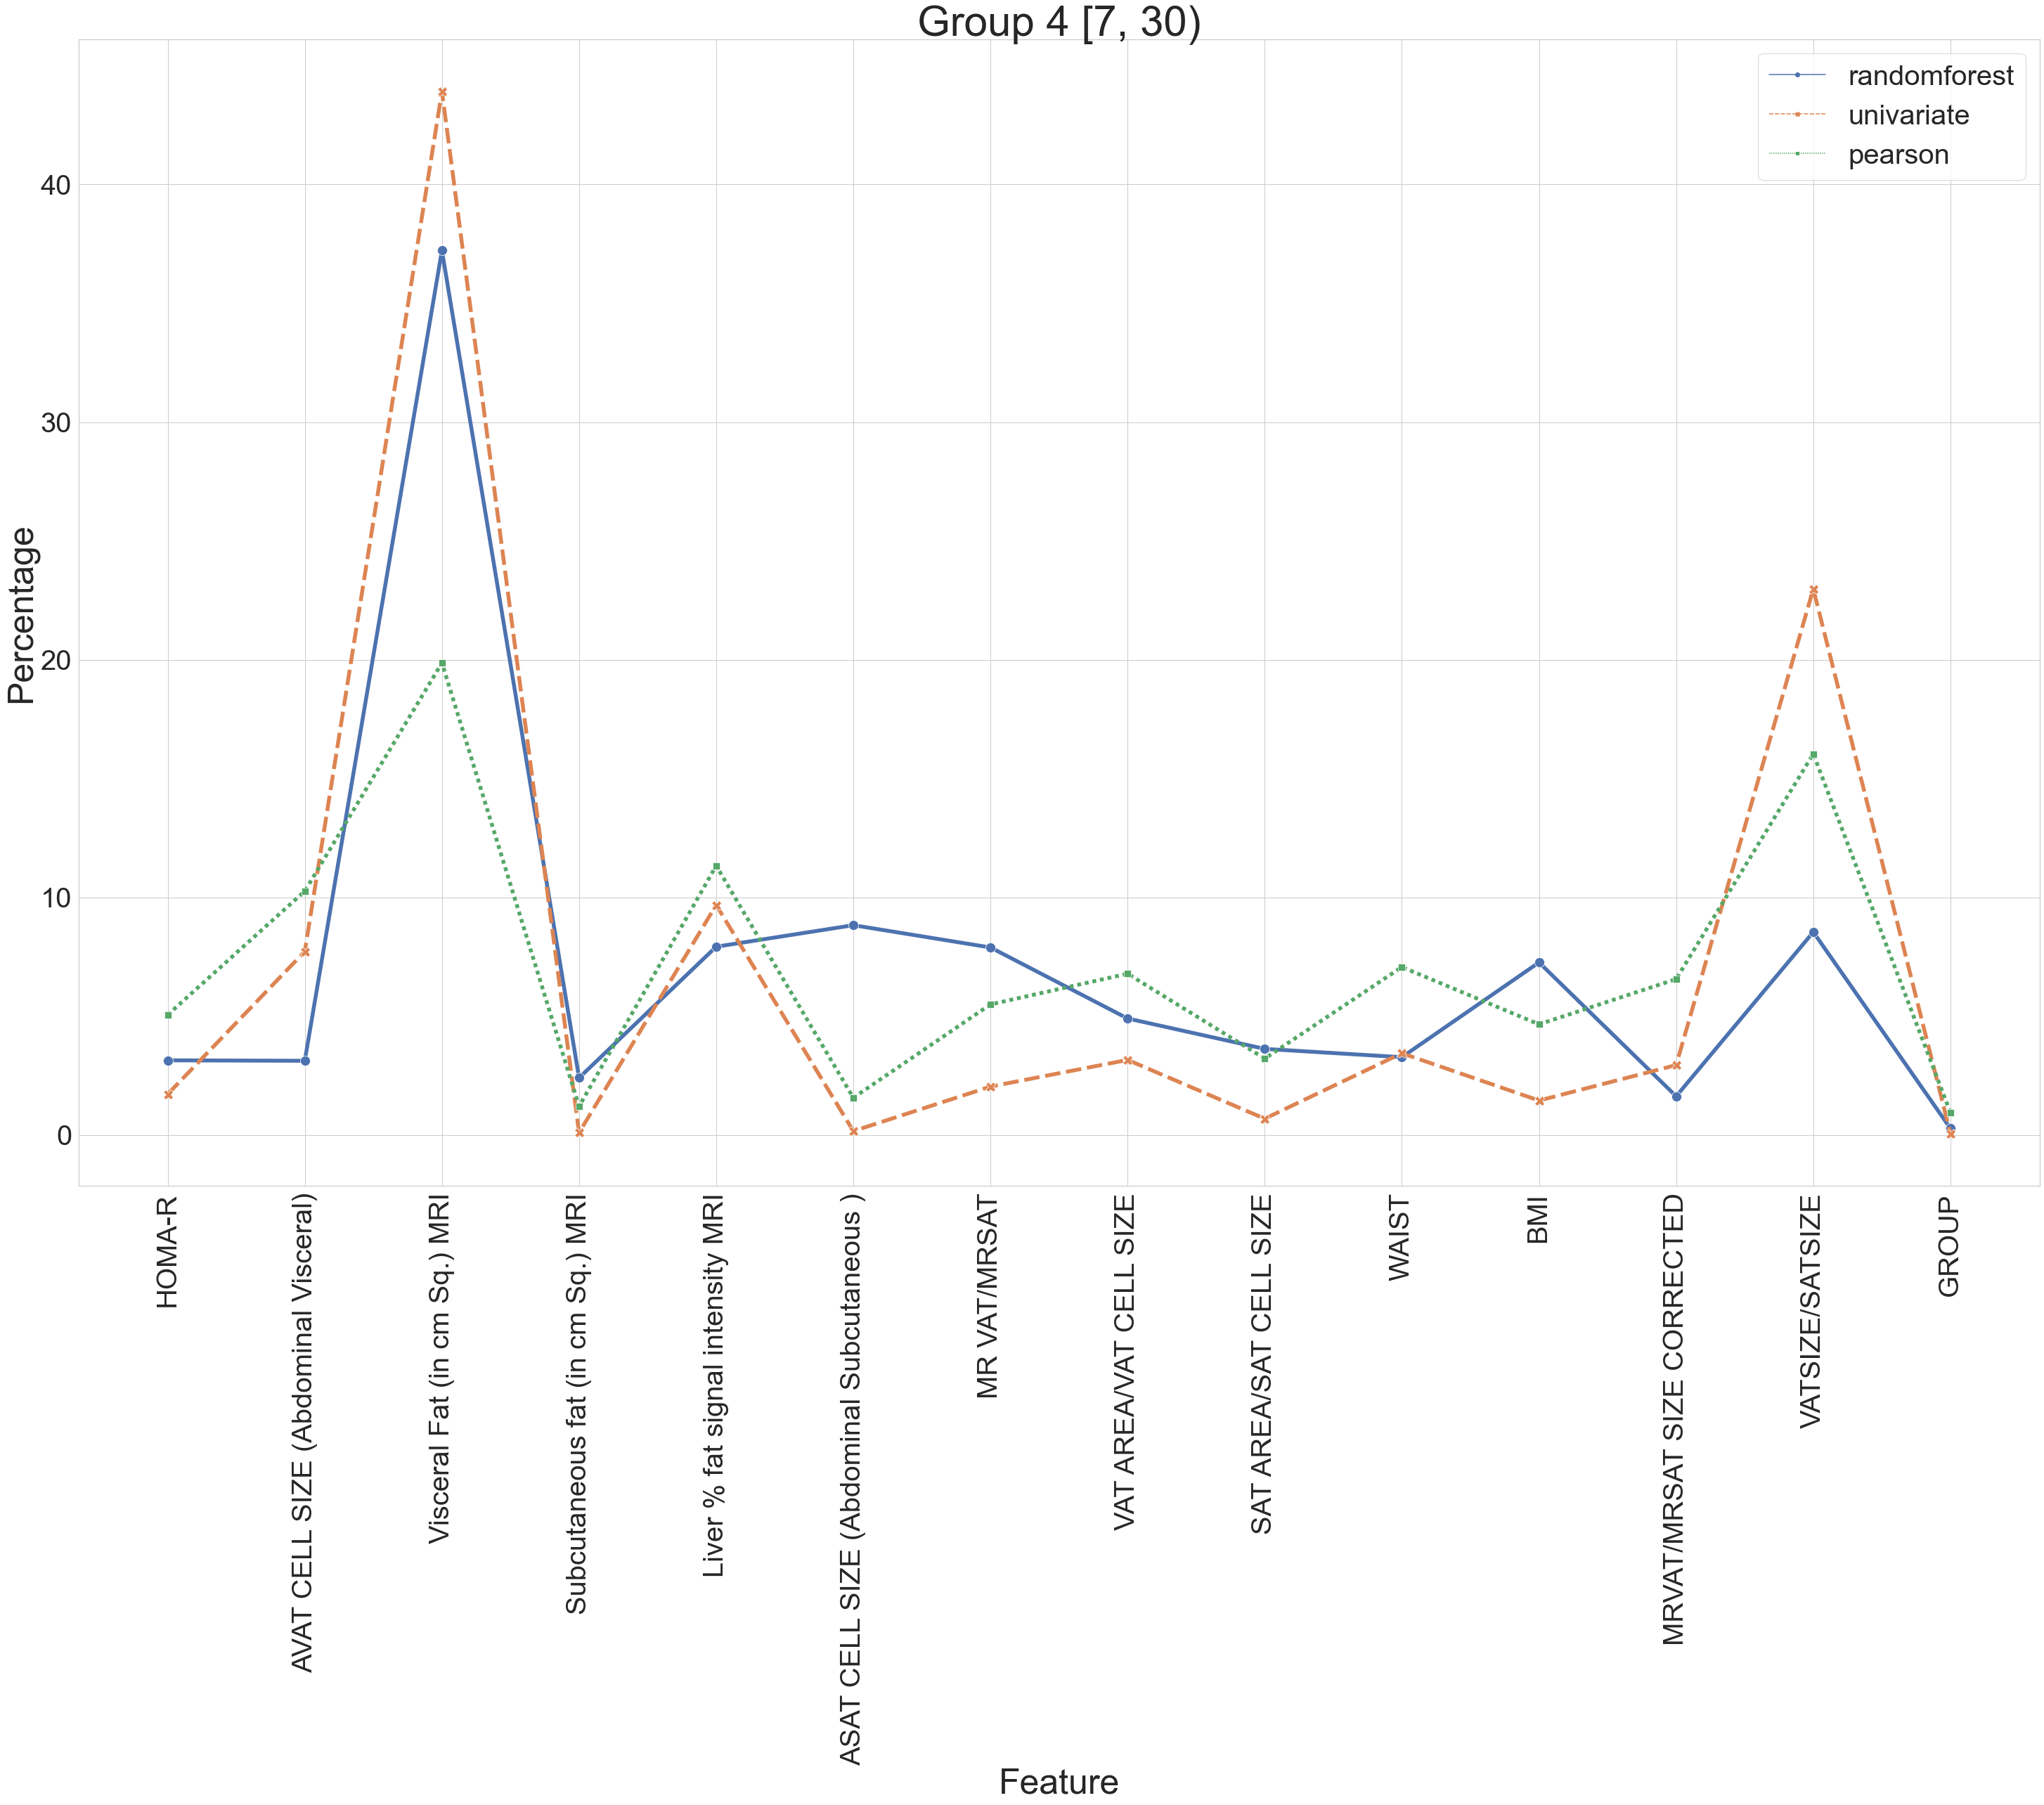 Group 4 [7, 30)
randomforest
univariate
pearson
Percentage
40
30
20
10
0
HOMA-R
AVAT CELL SIZE (Abdominal Visceral)
Visceral Fat (in cm Sq.) MRI
Subcutaneous fat (in cm Sq.) MRI
Liver % fat signal intensity MRI
ASAT CELL SIZE (Abdominal Subcutaneous )
MR VAT/MRSAT
VAT AREA/VAT CELL SIZE
SAT AREA/SAT CELL SIZE
WAIST
BMI
MRVAT/MRSAT SIZE CORRECTED
VATSIZE/SATSIZE
GROUP
Feature